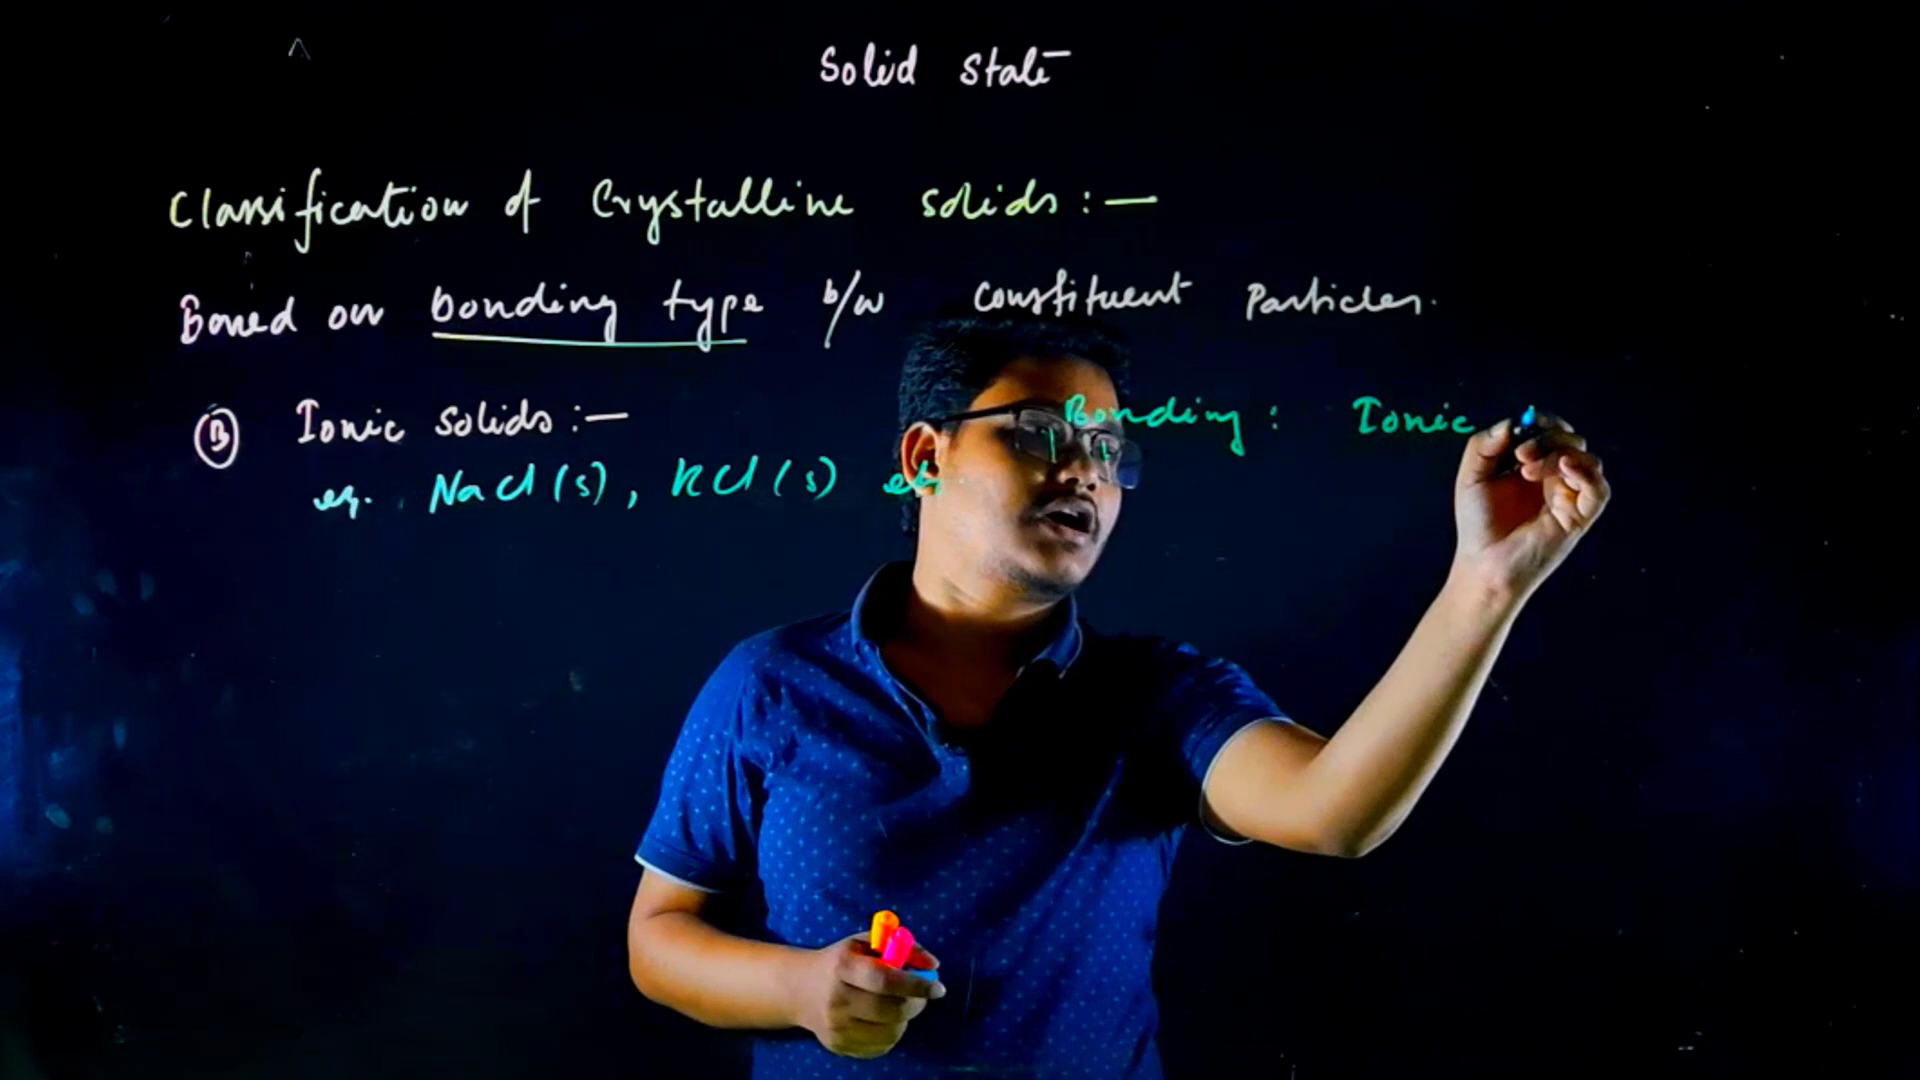 Solid State
Classification of Crystalline solids :—
Based on bonding type b/w constituent Particles.
B Ionic Solids :— Bonding : Ionic
eg. NaCl (s), KCl (s) etc